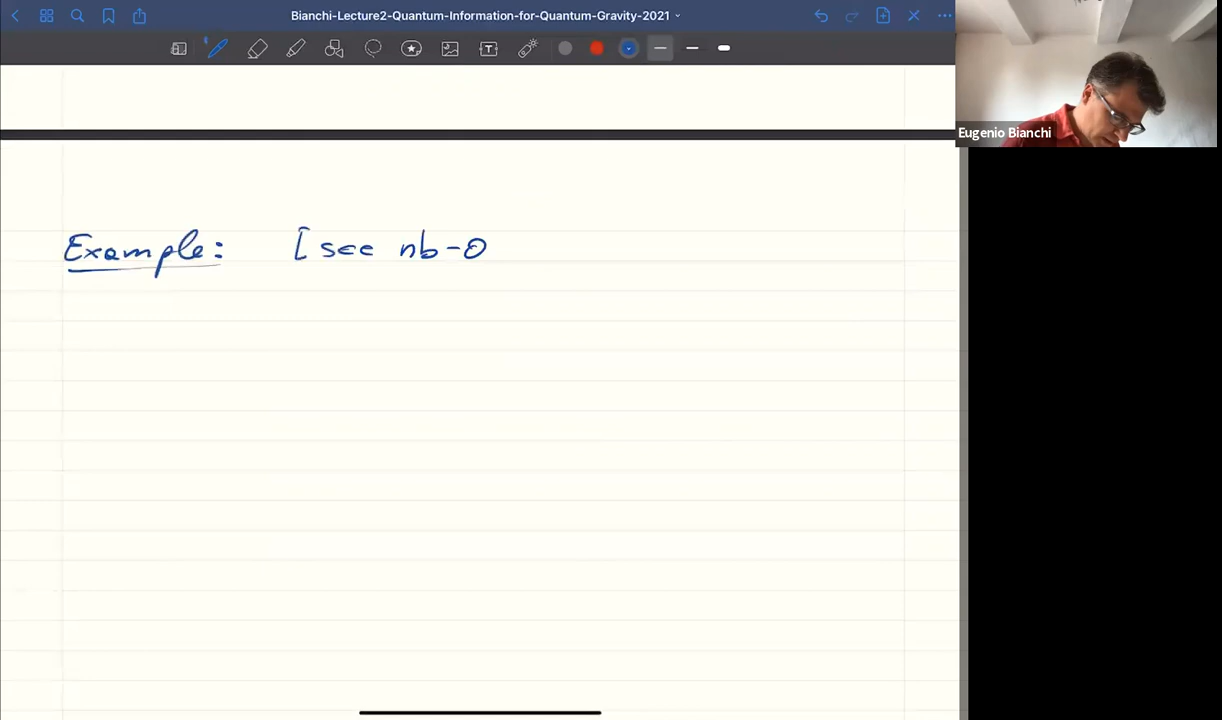 Bianchi-Lecture2-Quantum-Information-for-Quantum-Gravity-2021
Eugenio Bianchi
Example: [ see nb-0